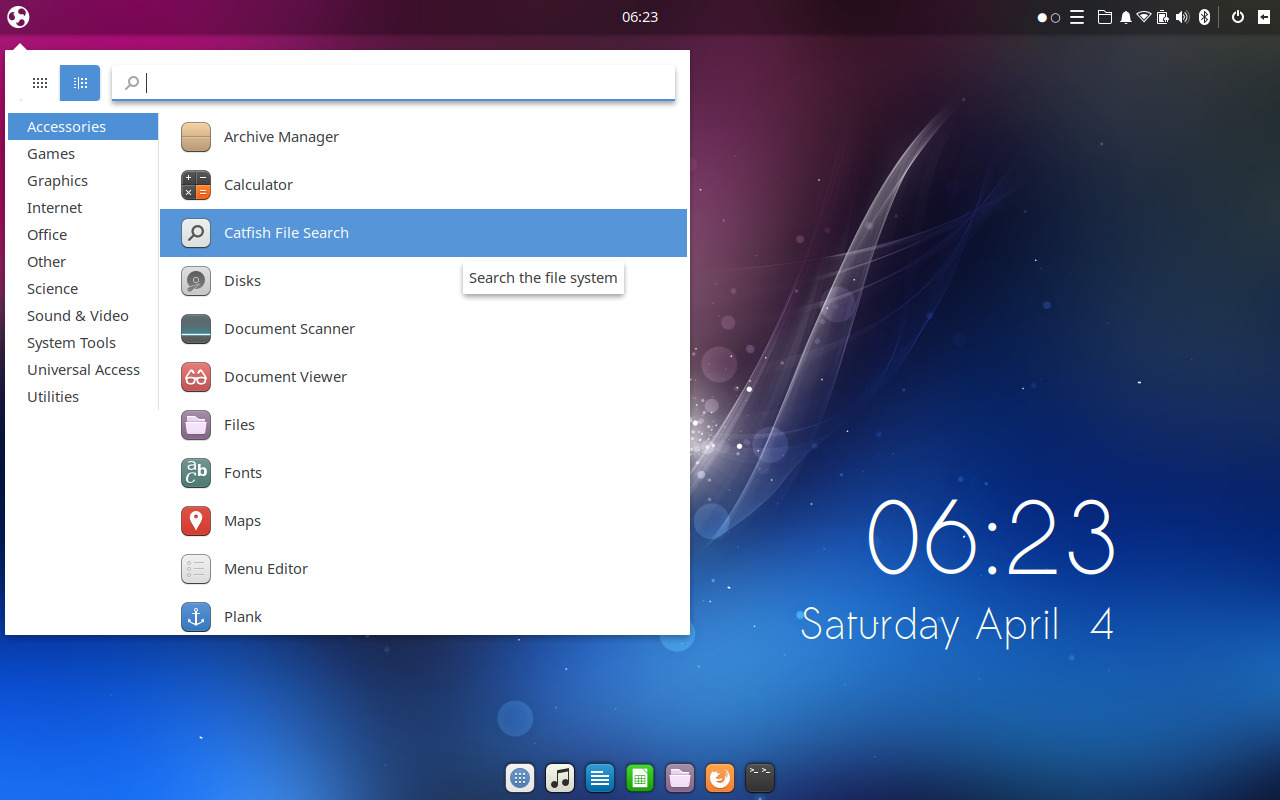 06:23
Accessories
Games
Graphics
Internet
Office
Other
Science
Sound & Video
System Tools
Universal Access
Utilities
Archive Manager
Calculator
Catfish File Search
Disks
Search the file system
Document Scanner
Document Viewer
Files
Fonts
Maps
Menu Editor
Plank
06:23
Saturday April 4